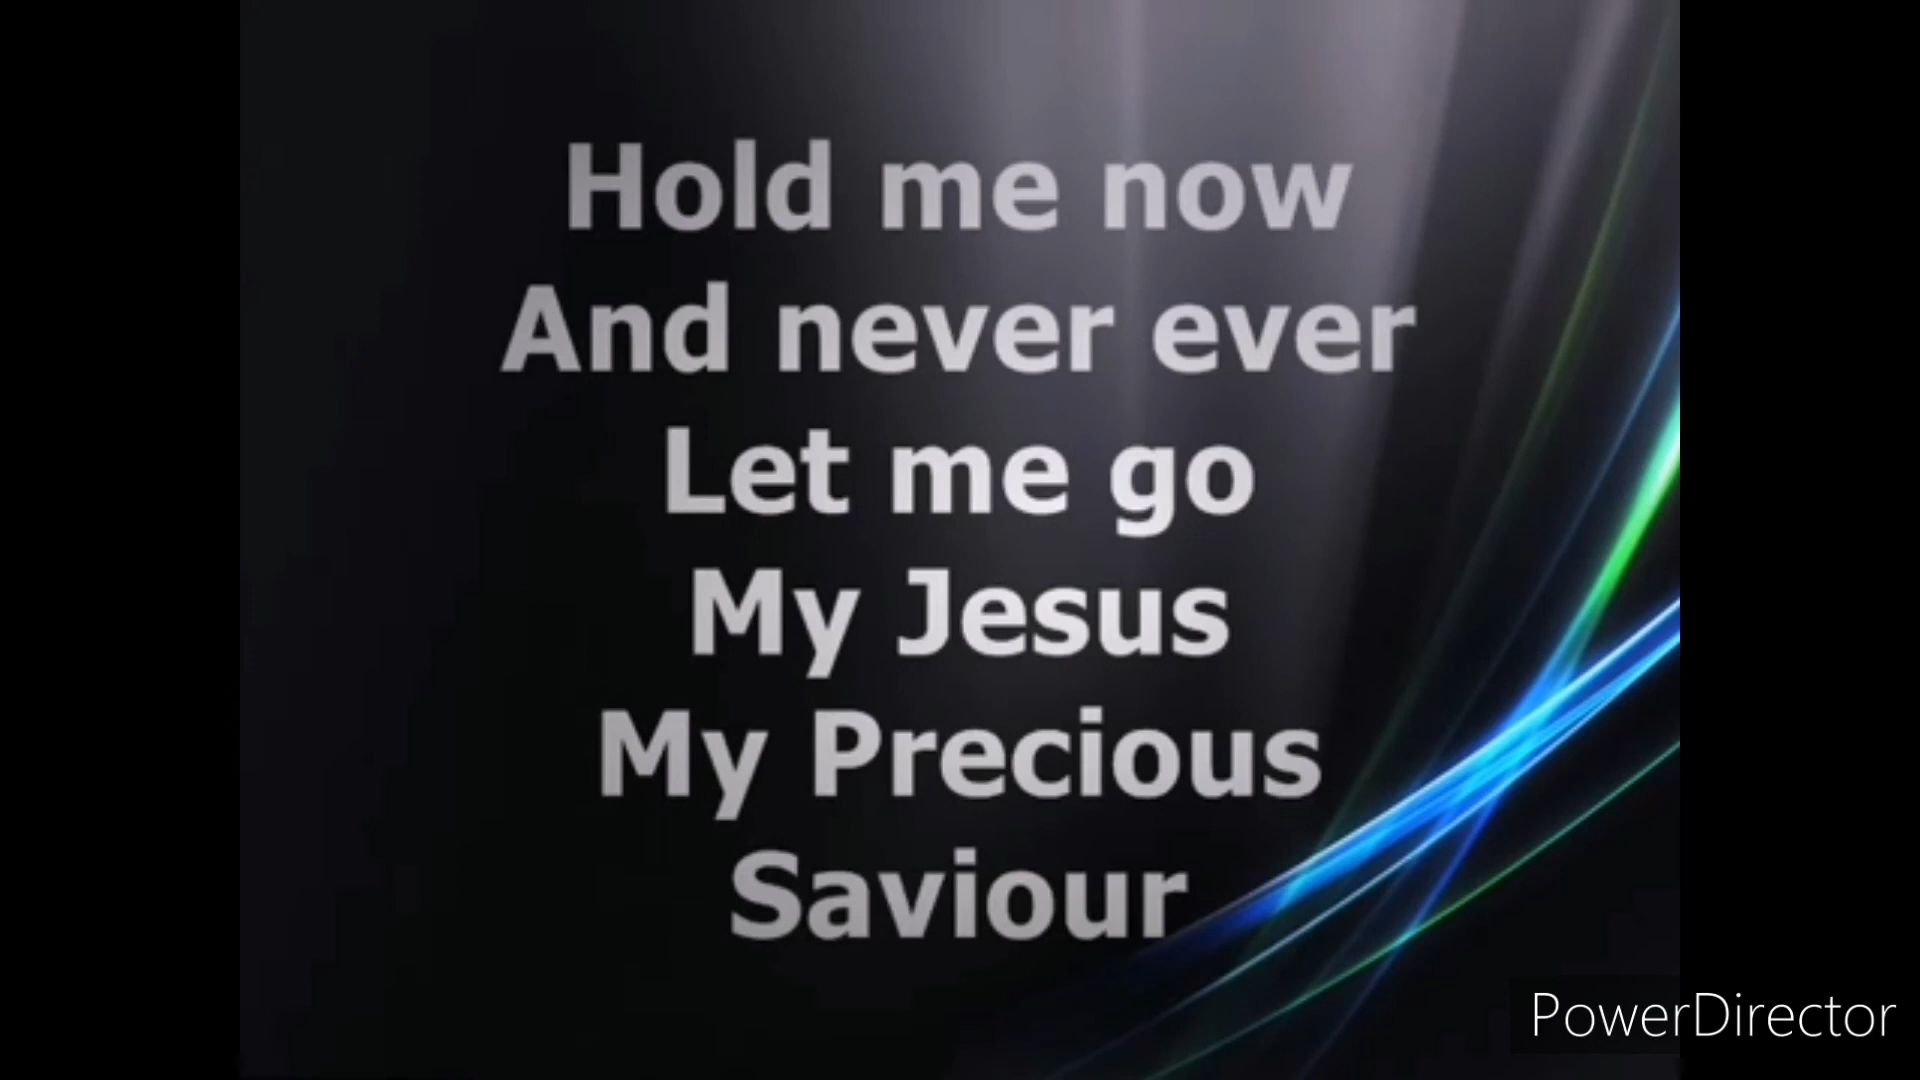 Hold me now
And never ever
Let me go
My Jesus
My Precious
Saviour
PowerDirector